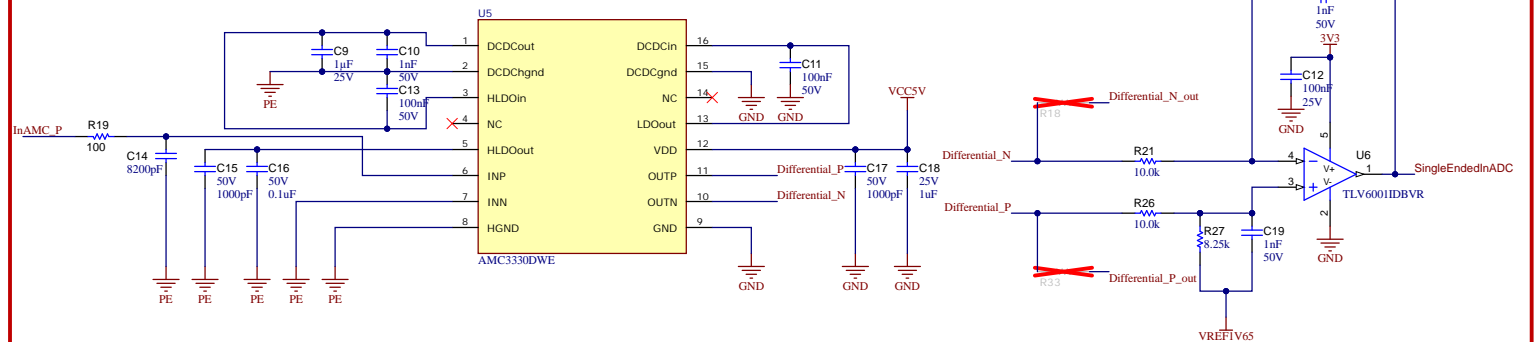 1nF
50V
3V3
C12
100nF
25V
GND
U5
1
DCDCout
2
DCDChgnd
3
HLDOin
4
NC
5
HLDOout
6
INP
7
INN
8
HGND
DCDCin
16
DCDCgnd
15
NC
14
LDOout
13
VDD
12
OUTP
11
OUTN
10
GND
9
AMC3330DWE
C9
1µF
25V
C10
1nF
50V
C13
100nF
50V
PE
InAMC_P
R19
100
C14
8200pF
C15
50V
1000pF
C16
50V
0.1uF
PE
PE
PE
PE
PE
C11
100nF
50V
GND
GND
VCC5V
Differential_P
Differential_N
C17
50V
1000pF
C18
25V
1uF
GND
GND
GND
Differential_N_out
R18
Differential_N
R21
10.0k
Differential_P
R26
10.0k
R27
8.25k
C19
1nF
50V
R33
Differential_P_out
VREF1V65
4
3
5
2
1
V+
V-
U6
TLV6001IDBVR
SingleEndedInADC
GND